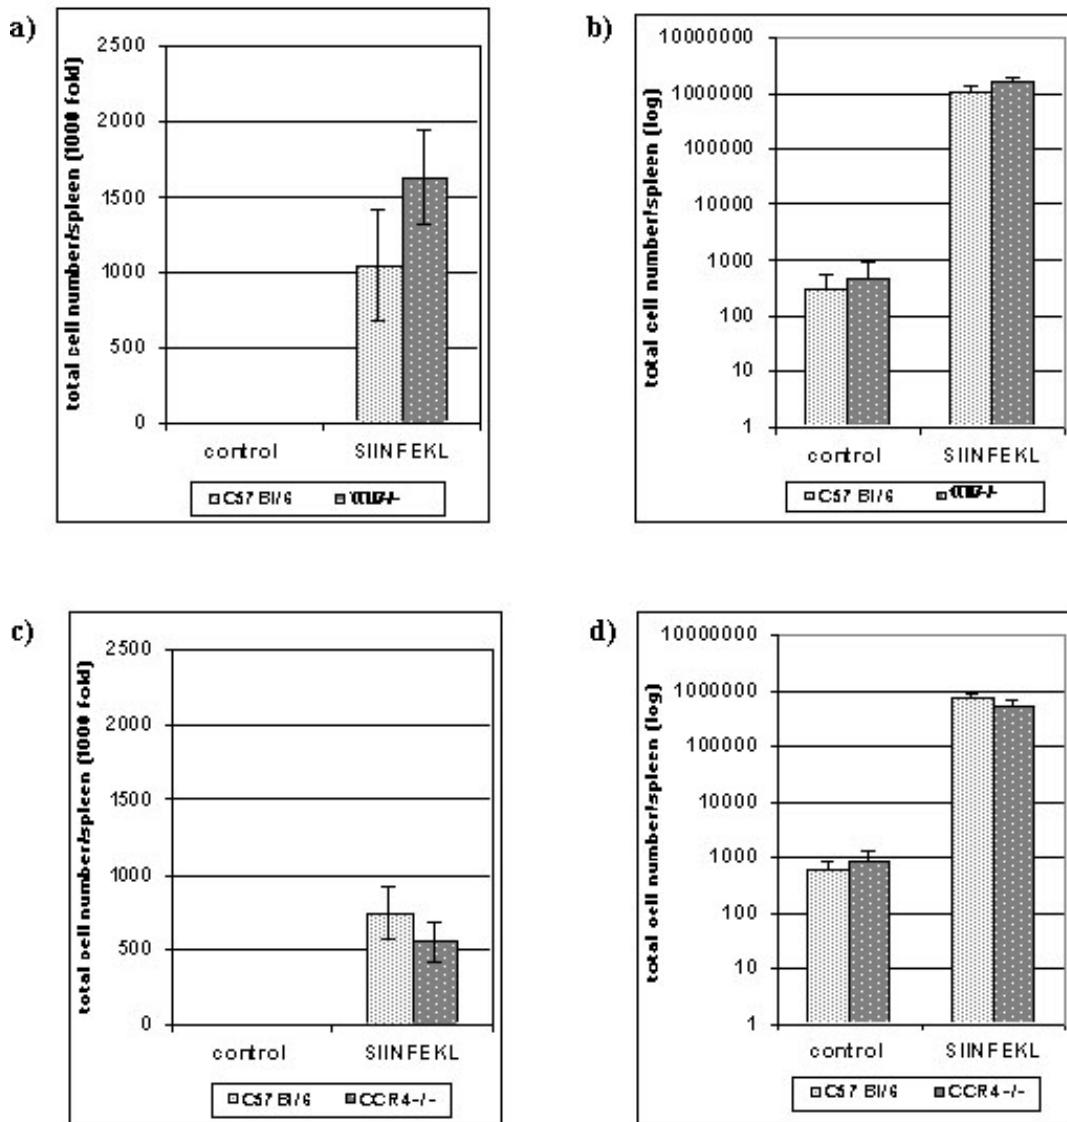 a)
total cell number/spleen (1000 fold)
2500
2000
1500
1000
500
0
control SIINFEKL
C57 Bl/6
b)
total cell number/spleen (log)
10000000
1000000
100000
10000
1000
100
10
1
control SIINFEKL
C57 Bl/6
c)
total cell number/spleen (1000 fold)
2500
2000
1500
1000
500
0
control SIINFEKL
C57 Bl/6 CCR4-/-
d)
total cell number/spleen (log)
10000000
1000000
100000
10000
1000
100
10
1
control SIINFEKL
C57 Bl/6 CCR4-/-